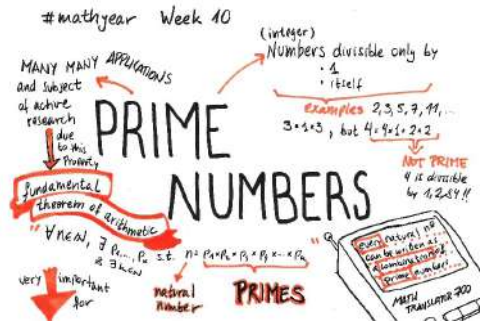 #mathyear Week 10
(integer)
Numbers divisible only by
· 1
· itself
examples 2, 3, 5, 7, 11, ...
3=1×3, but 4=4×1=2×2
NOT PRIME
4 is divisible
by 1, 2 & 4!!
MANY MANY APPLICATIONS
and subject
of active
research
due
to this
Property
PRIME
NUMBERS
fundamental
theorem of arithmetic
" ∀n∈ℕ, ∃ P₁, ..., Pₖ s.t. n = P₁×P₂×P₃×...×Pₖ "
& ∃ k∈ℕ
natural
number
PRIMES
very important
for
every natural nº
can be written as
a combination of
prime numbers
MATH
TRANSLATOR 700